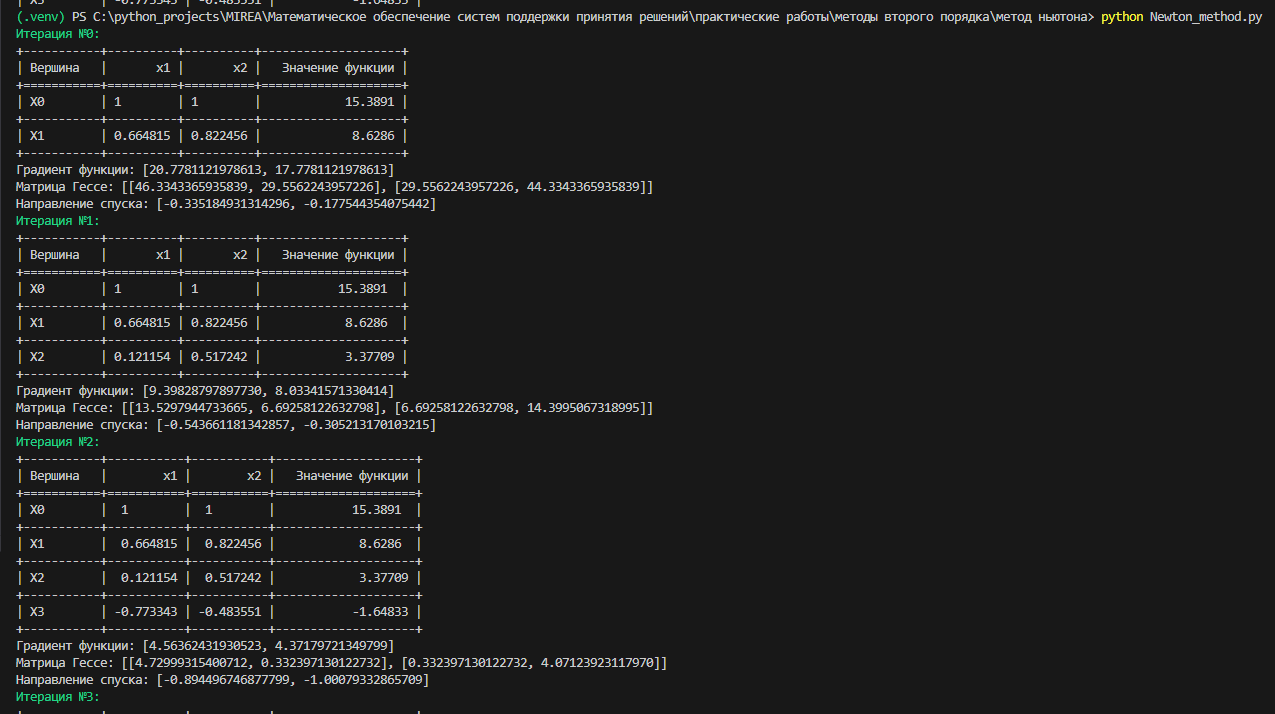 (.venv) PS C:\python_projects\MIREA\Математическое обеспечение систем поддержки принятия решений\практические работы\методы второго порядка\метод ньютона> python Newton_method.py
Итерация №0:
+-----------+----------+----------+--------------------+
| Вершина   |       x1 |       x2 |   Значение функции |
+===========+==========+==========+====================+
| X0        | 1        | 1        |            15.3891 |
+-----------+----------+----------+--------------------+
| X1        | 0.664815 | 0.822456 |             8.6286 |
+-----------+----------+----------+--------------------+
Градиент функции: [20.7781121978613, 17.7781121978613]
Матрица Гессе: [[46.3343365935839, 29.5562243957226], [29.5562243957226, 44.3343365935839]]
Направление спуска: [-0.335184931314296, -0.177544354075442]
Итерация №1:
+-----------+----------+----------+--------------------+
| Вершина   |       x1 |       x2 |   Значение функции |
+===========+==========+==========+====================+
| X0        | 1        | 1        |           15.3891  |
+-----------+----------+----------+--------------------+
| X1        | 0.664815 | 0.822456 |            8.6286  |
+-----------+----------+----------+--------------------+
| X2        | 0.121154 | 0.517242 |            3.37709 |
+-----------+----------+----------+--------------------+
Градиент функции: [9.39828797897730, 8.03341571330414]
Матрица Гессе: [[13.5297944733665, 6.69258122632798], [6.69258122632798, 14.3995067318995]]
Направление спуска: [-0.543661181342857, -0.305213170103215]
Итерация №2:
+-----------+-----------+-----------+--------------------+
| Вершина   |        x1 |        x2 |   Значение функции |
+===========+===========+===========+====================+
| X0        |  1        |  1        |           15.3891  |
+-----------+-----------+-----------+--------------------+
| X1        |  0.664815 |  0.822456 |            8.6286  |
+-----------+-----------+-----------+--------------------+
| X2        |  0.121154 |  0.517242 |            3.37709 |
+-----------+-----------+-----------+--------------------+
| X3        | -0.773343 | -0.483551 |           -1.64833 |
+-----------+-----------+-----------+--------------------+
Градиент функции: [4.56362431930523, 4.37179721349799]
Матрица Гессе: [[4.72999315400712, 0.332397130122732], [0.332397130122732, 4.07123923117970]]
Направление спуска: [-0.894496746877799, -1.00079332865709]
Итерация №3: